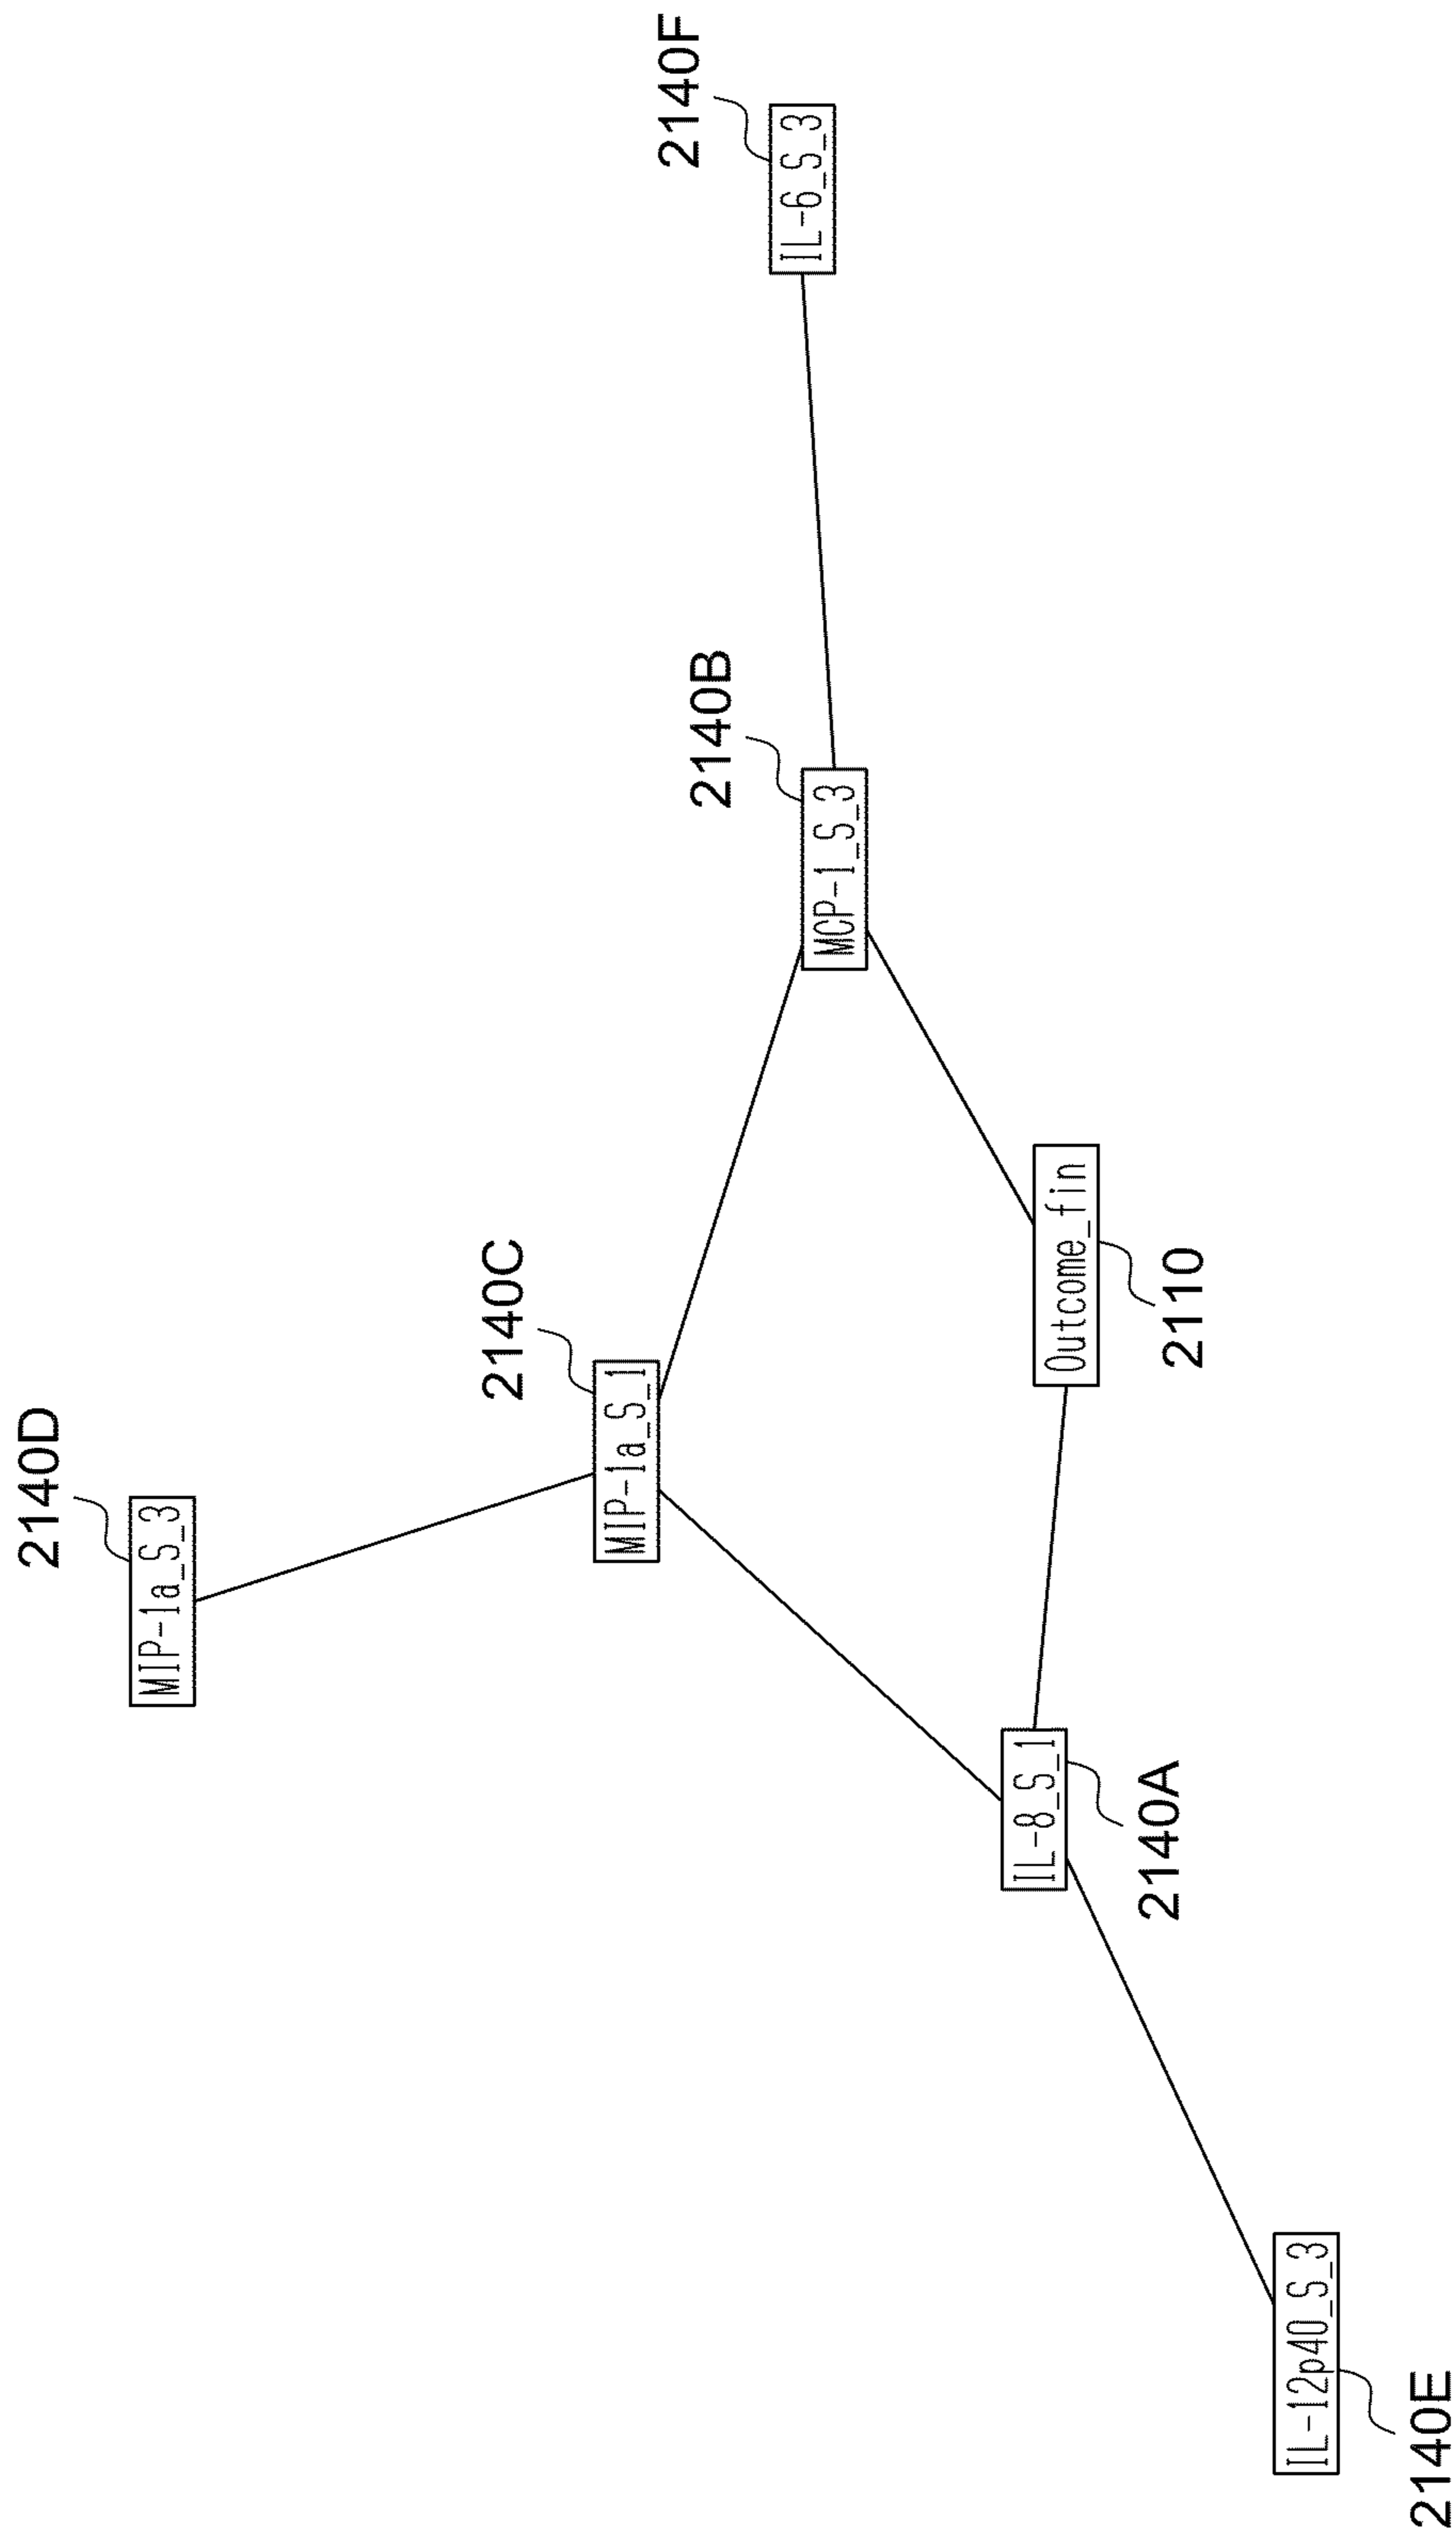 2140D
MIP-1a_S_3
2140C
MIP-1a_S_1
2140F
IL-6_S_3
2140B
MCP-1_S_3
IL-8_S_1
2140A
Outcome_fin
2110
IL-12p40_S_3
2140E